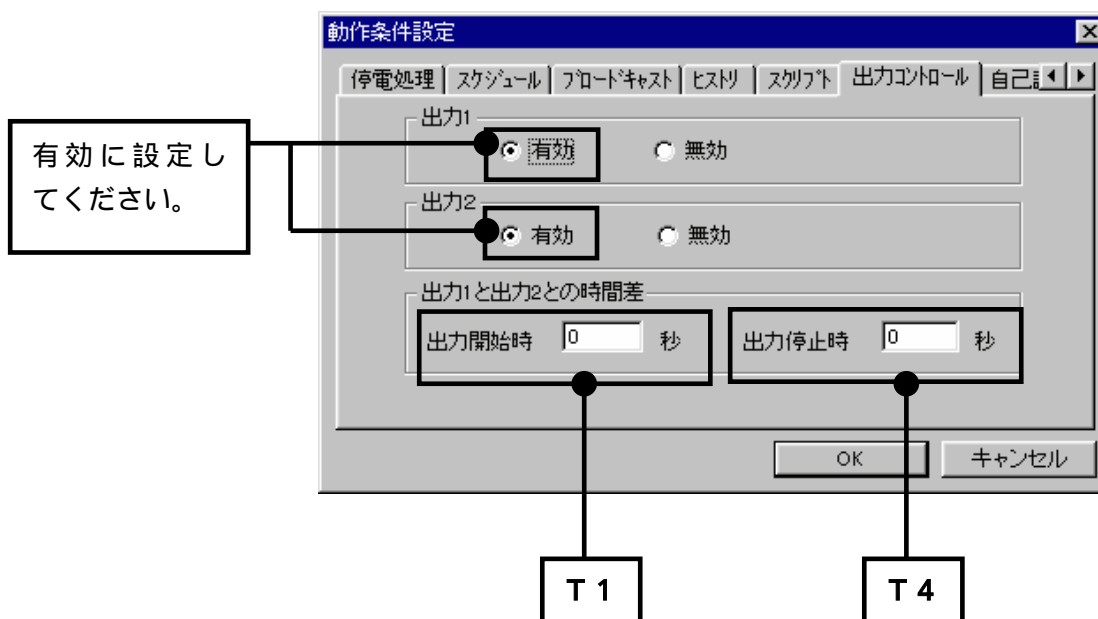 動作条件設定
停電処理 スケジュール ブロードキャスト ヒストリ スクリプト 出力コントロール 自己
有効に設定し
てください。
出力1
有効 無効
出力2
有効 無効
出力1と出力2との時間差
出力開始時 0 秒 出力停止時 0 秒
OK キャンセル
T1 T4